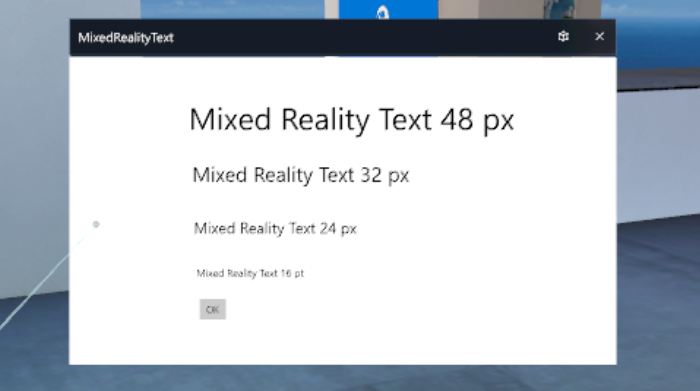 MixedRealityText
Mixed Reality Text 48 px
Mixed Reality Text 32 px
Mixed Reality Text 24 px
Mixed Reality Text 16 pt
OK